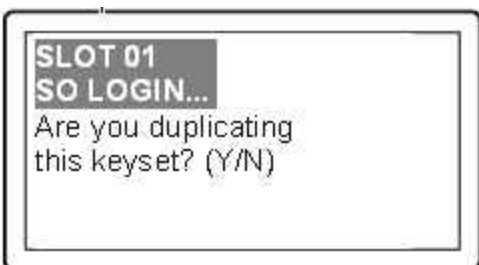 SLOT 01
SO LOGIN...
Are you duplicating
this keyset? (Y/N)